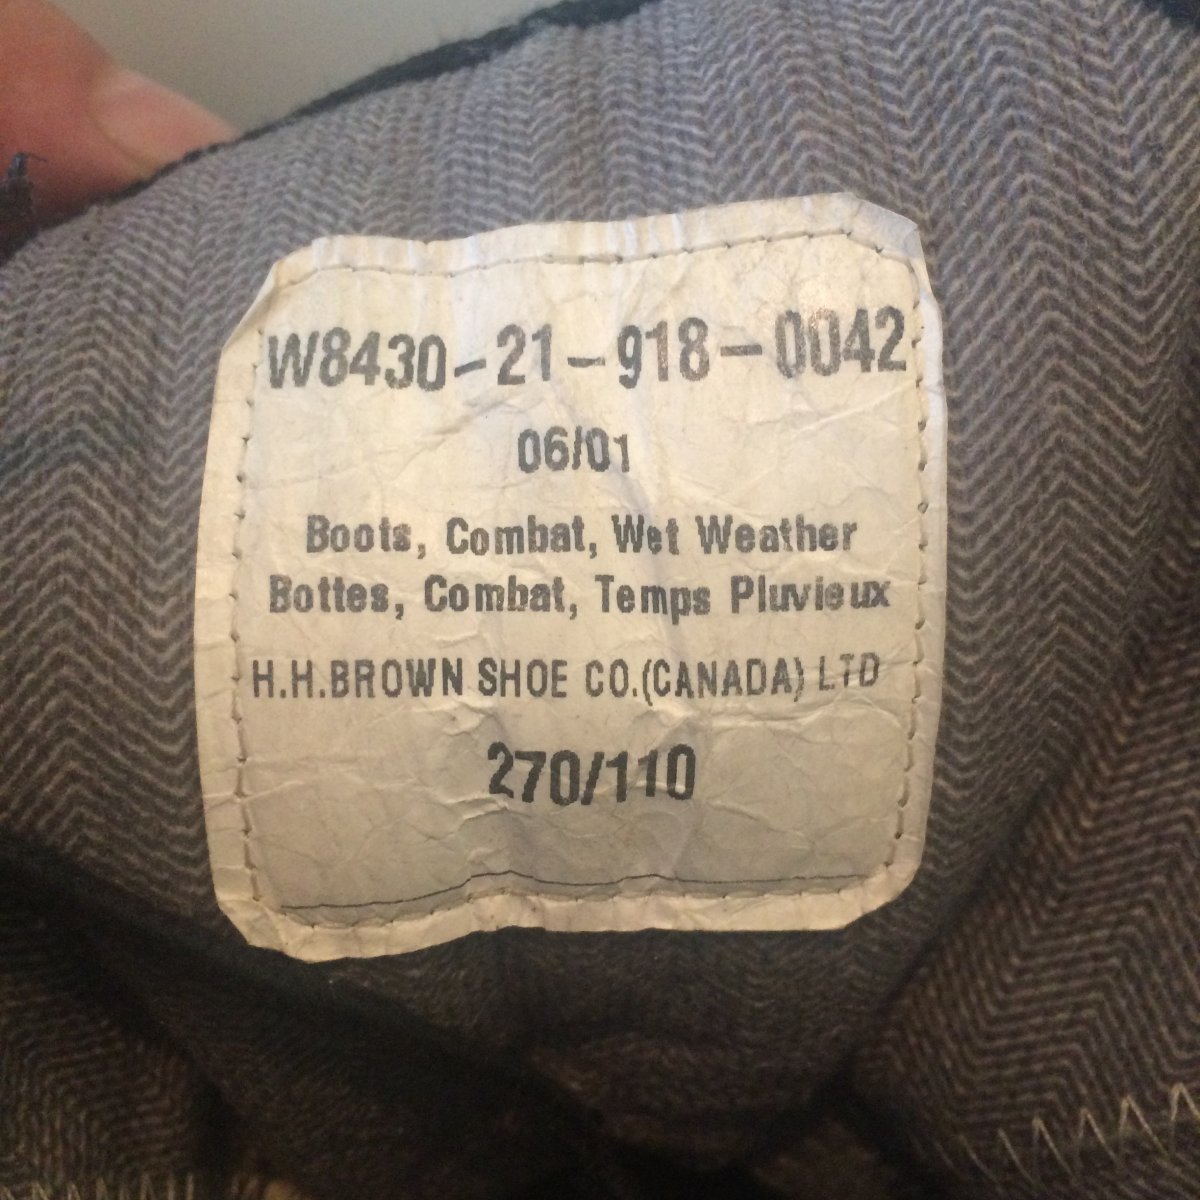 W8430-21-918-0042
06/01
Boots, Combat, Wet Weather
Bottes, Combat, Temps Pluvieux
H.H.BROWN SHOE CO.(CANADA) LTD
270/110